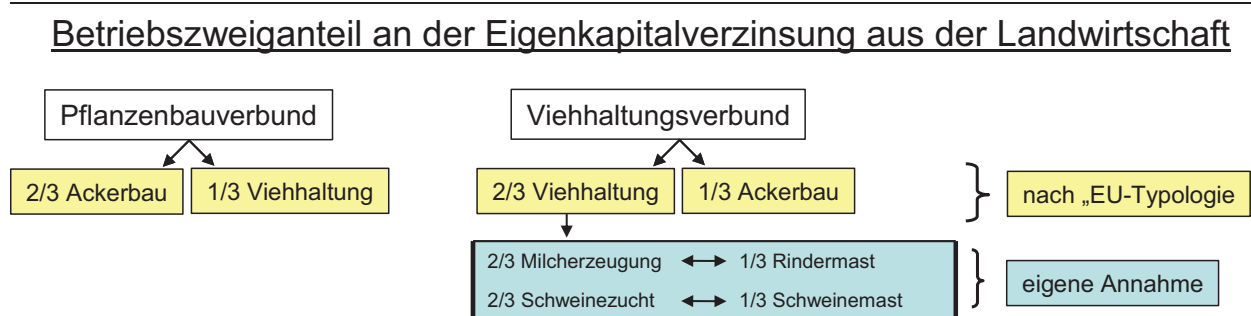 Betriebszweiganteil an der Eigenkapitalverzinsung aus der Landwirtschaft
Pflanzenbauverbund
Viehhaltungsverbund
2/3 Ackerbau
1/3 Viehhaltung
2/3 Viehhaltung
1/3 Ackerbau
nach „EU-Typologie
2/3 Milcherzeugung
1/3 Rindermast
2/3 Schweinezucht
1/3 Schweinemast
eigene Annahme